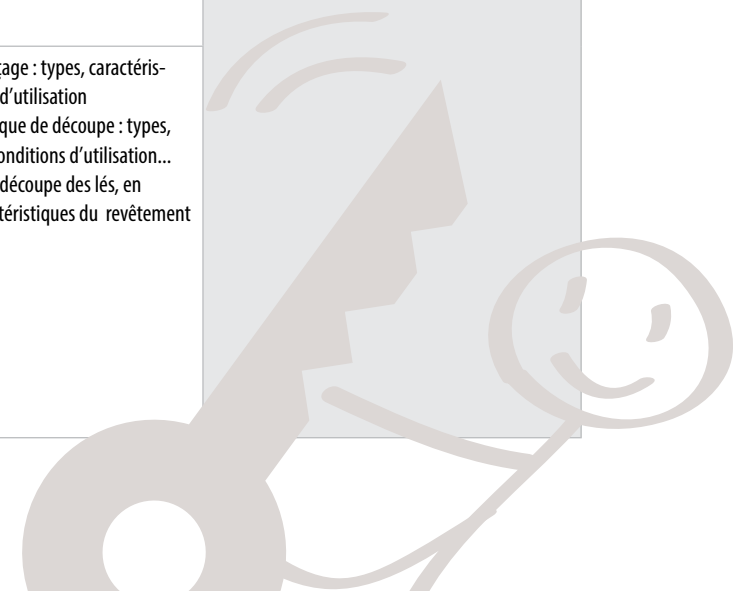 age : types, caractéris-
d’utilisation
que de découpe : types,
onditions d’utilisation...
découpe des lés, en
téristiques du revêtement